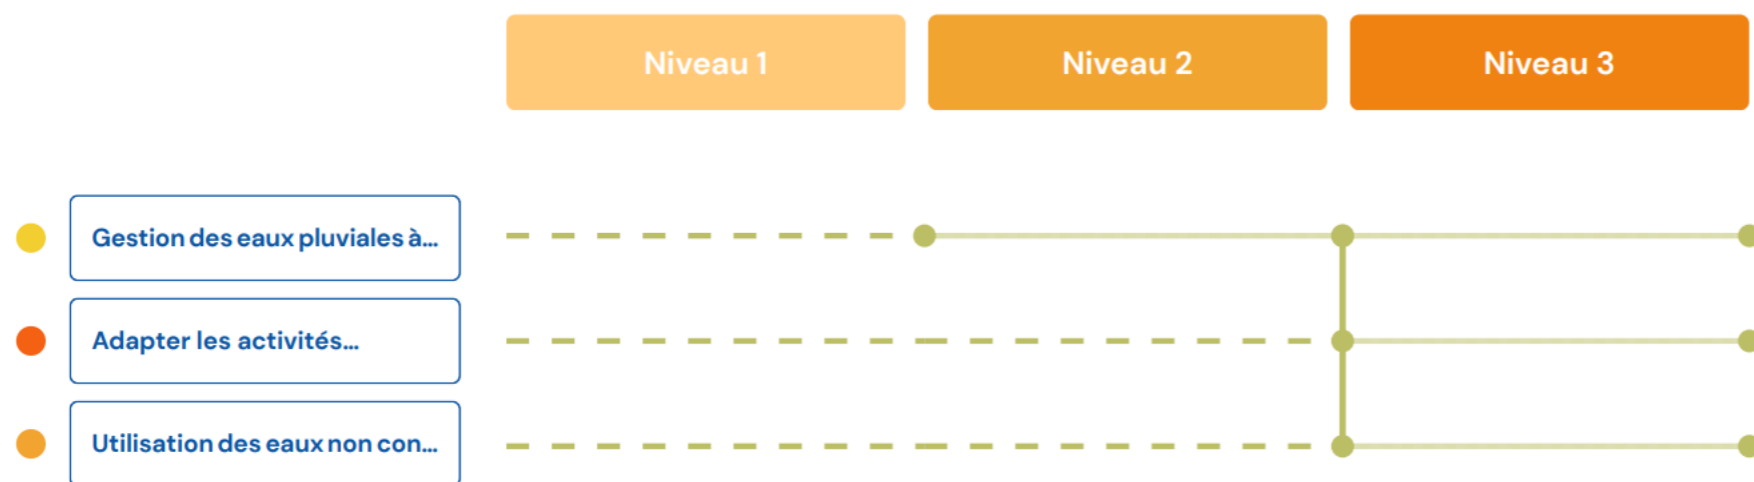 Niveau 1
Niveau 2
Niveau 3
Gestion des eaux pluviales à...
Adapter les activités...
Utilisation des eaux non con...